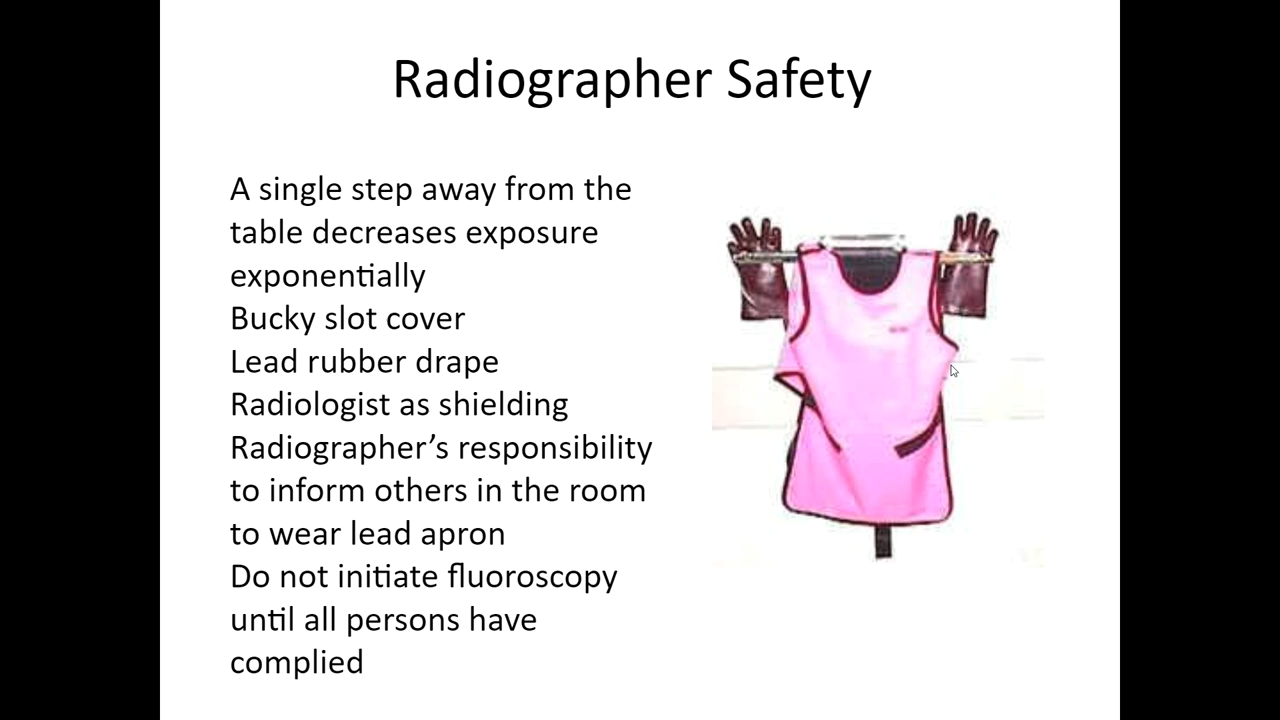 Radiographer Safety
A single step away from the
table decreases exposure
exponentially
Bucky slot cover
Lead rubber drape
Radiologist as shielding
Radiographer’s responsibility
to inform others in the room
to wear lead apron
Do not initiate fluoroscopy
until all persons have
complied